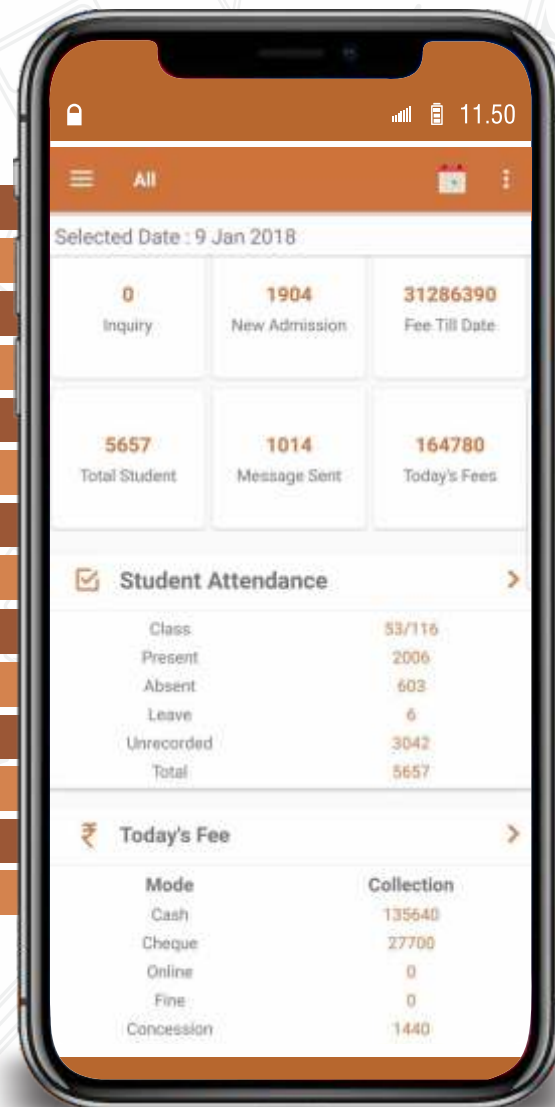 11.50
All
Selected Date : 9 Jan 2018
0 1904 31286390
Inquiry New Admission Fee Till Date
5657 1014 164780
Total Student Message Sent Today's Fees
Student Attendance
Class 53/116
Present 2006
Absent 603
Leave 6
Unrecorded 3042
Total 5657
₹ Today's Fee
Mode Collection
Cash 135640
Cheque 27700
Online 0
Fine 0
Concession 1440